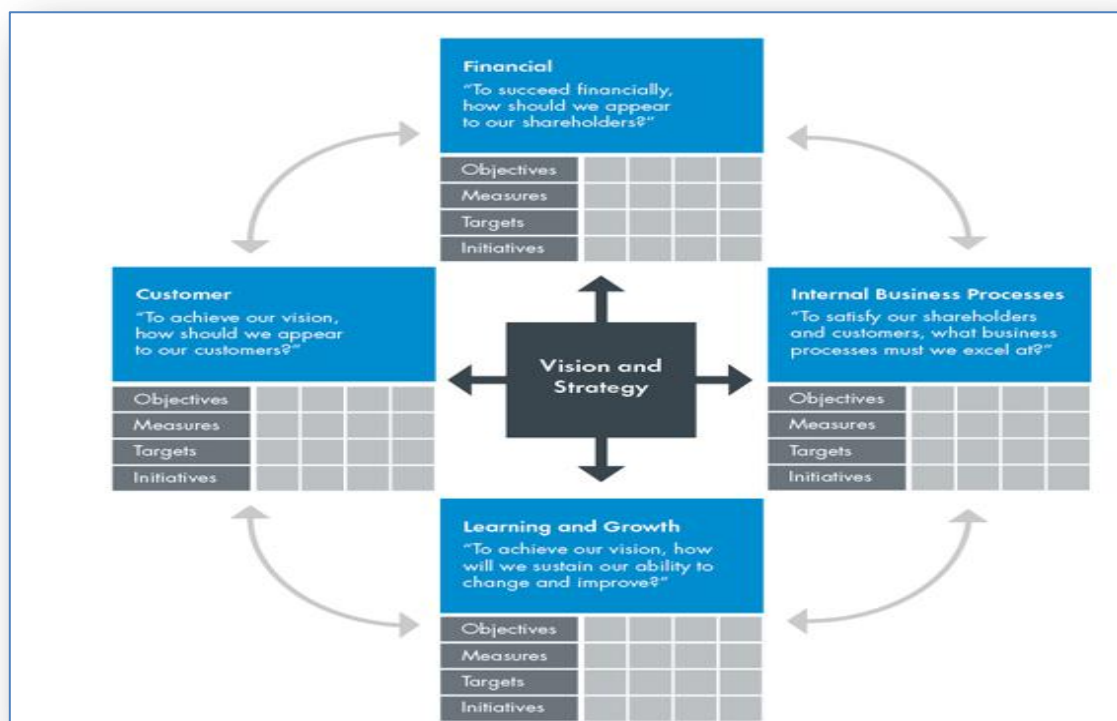 Financial
“To succeed financially,
how should we appear
to our shareholders?”
Objectives
Measures
Targets
Initiatives
Customer
“To achieve our vision,
how should we appear
to our customers?”
Objectives
Measures
Targets
Initiatives
Vision and
Strategy
Internal Business Processes
“To satisfy our shareholders
and customers, what business
processes must we excel at?”
Objectives
Measures
Targets
Initiatives
Learning and Growth
“To achieve our vision, how
will we sustain our ability to
change and improve?”
Objectives
Measures
Targets
Initiatives